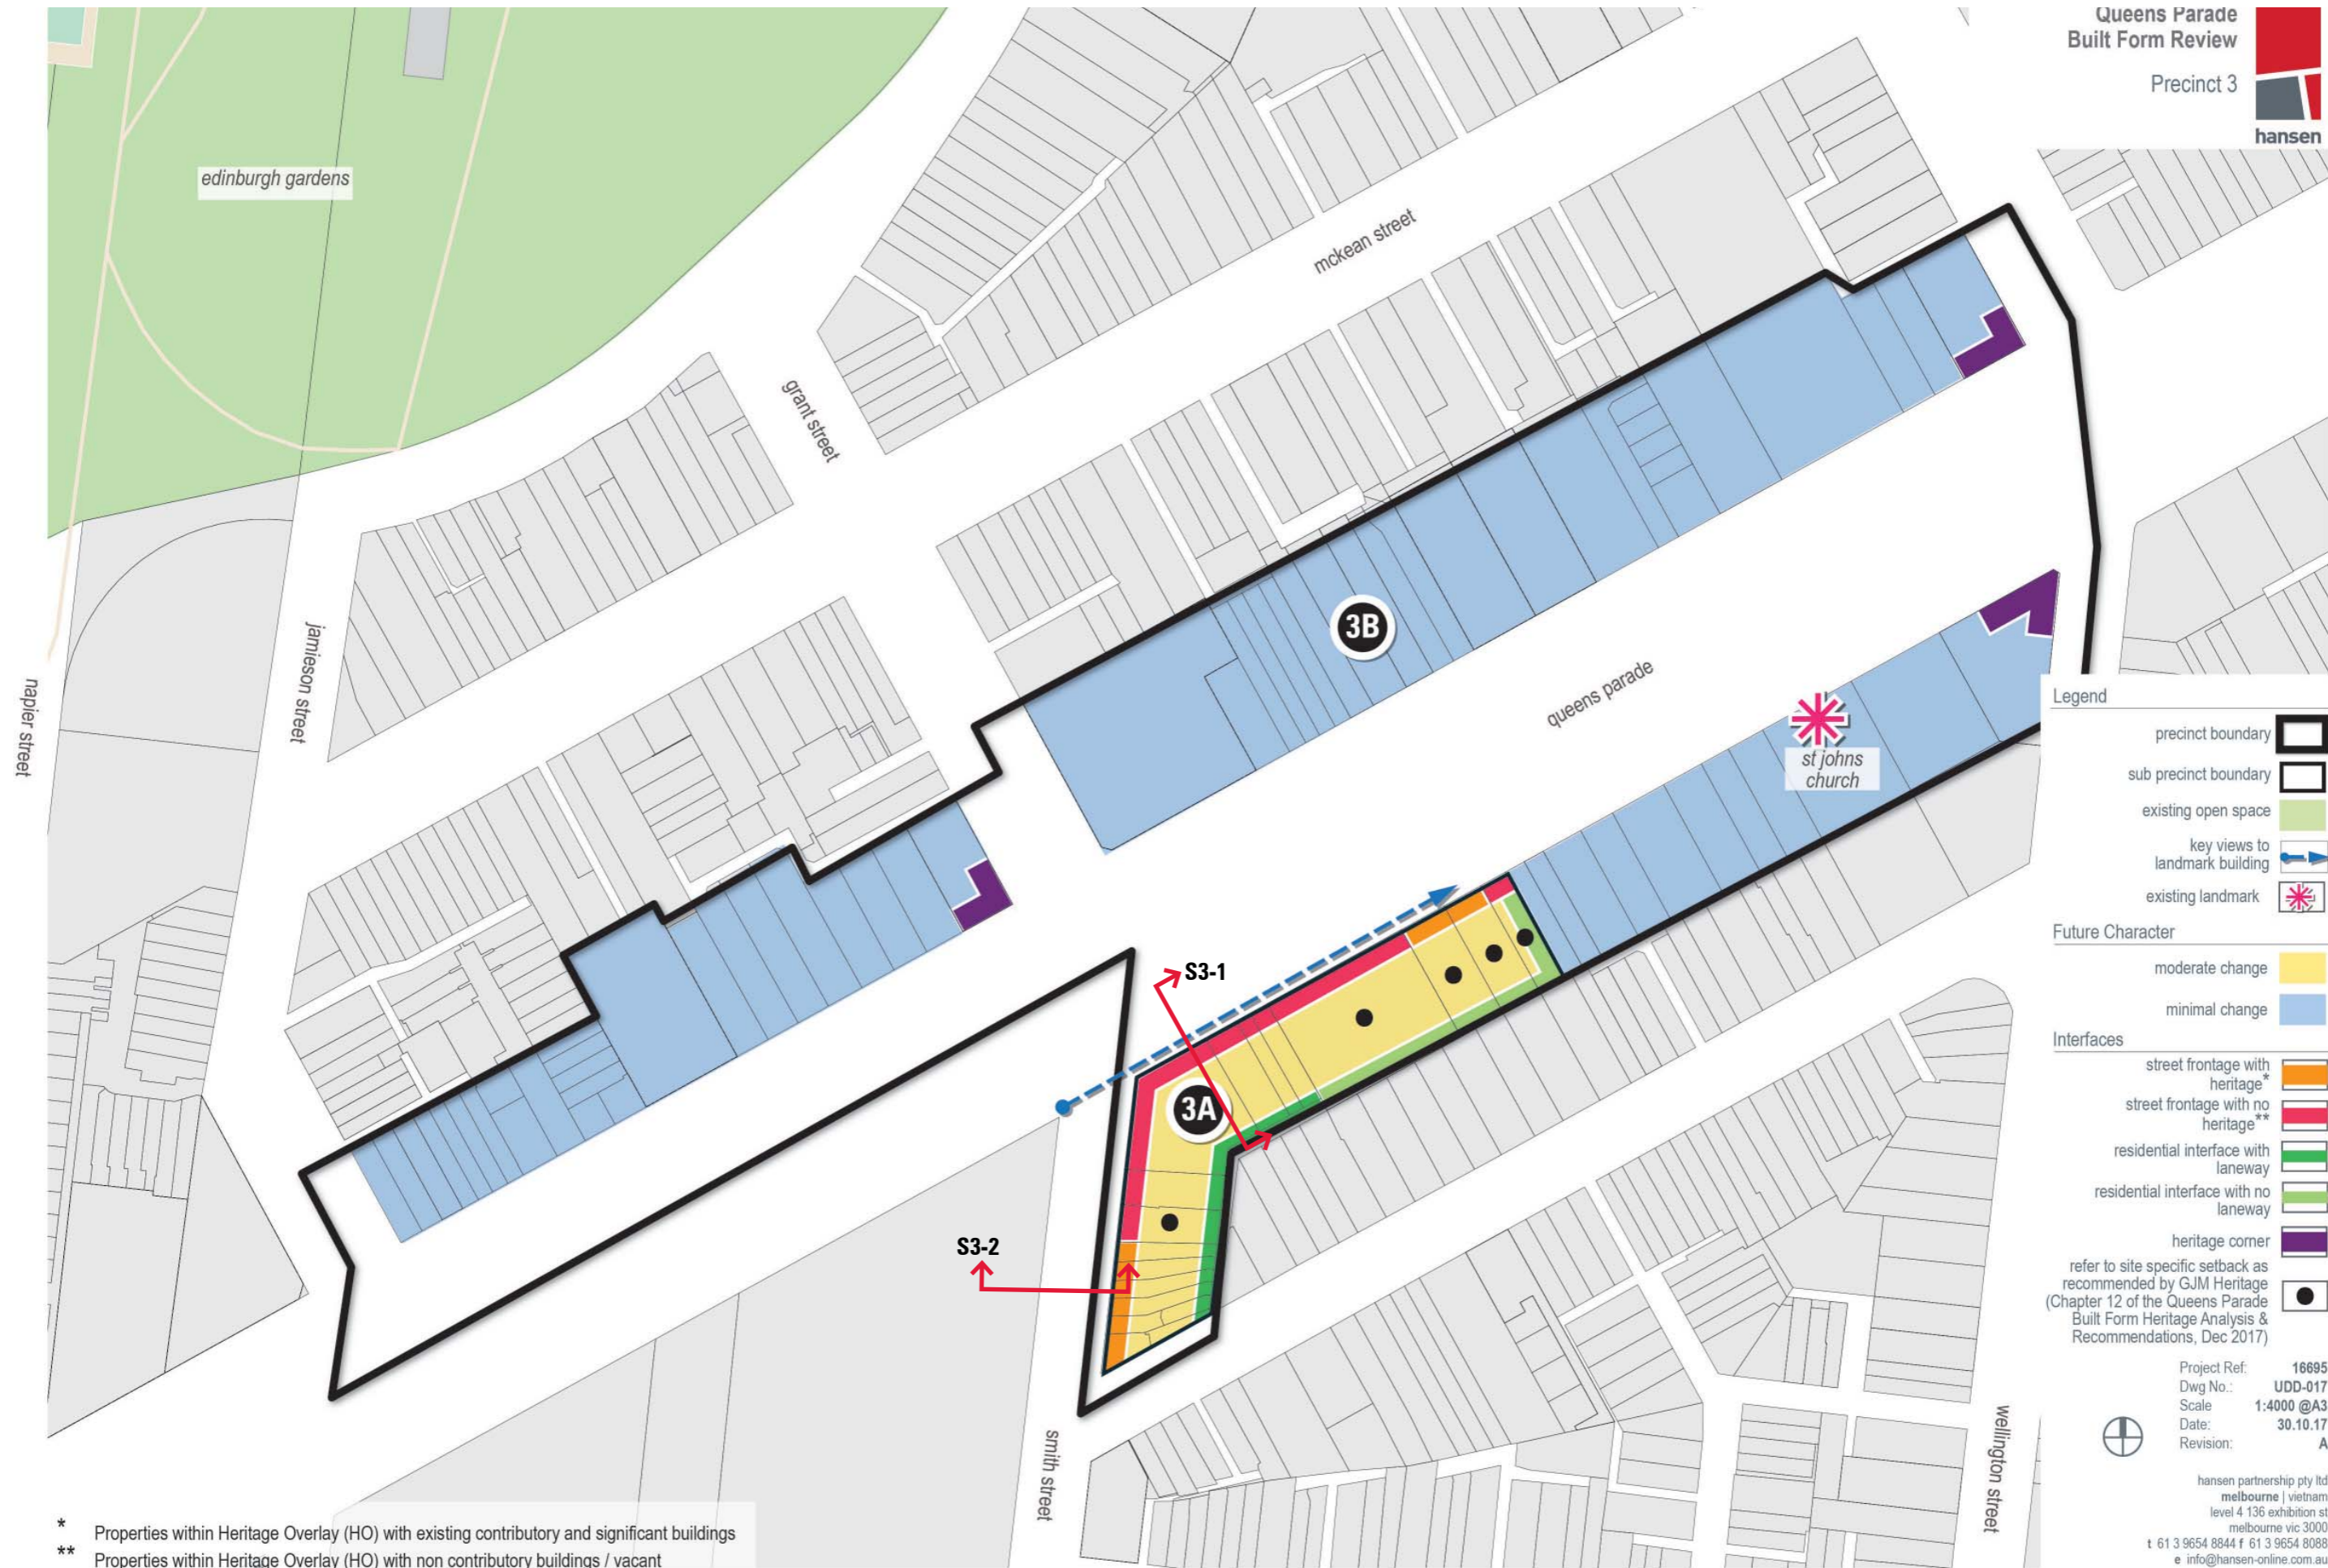 Queens Parade
Built Form Review
Precinct 3
hansen
edinburgh gardens
mckean street
grant street
3B
jamieson street
napier street
queens parade
st johns
church
S3-1
3A
S3-2
smith street
wellington street
Legend
precinct boundary
sub precinct boundary
existing open space
key views to
landmark building
existing landmark
Future Character
moderate change
minimal change
Interfaces
street frontage with
heritage*
street frontage with no
heritage**
residential interface with
laneway
residential interface with no
laneway
heritage corner
refer to site specific setback as
recommended by GJM Heritage
(Chapter 12 of the Queens Parade
Built Form Heritage Analysis &
Recommendations, Dec 2017)
Project Ref: 16695
Dwg No.: UDD-017
Scale 1:4000 @A3
Date: 30.10.17
Revision: A
hansen partnership pty ltd
melbourne | vietnam
level 4 136 exhibition st
melbourne vic 3000
t 61 3 9654 8844 f 61 3 9654 8088
e info@hansen-online.com.au
* Properties within Heritage Overlay (HO) with existing contributory and significant buildings
** Properties within Heritage Overlay (HO) with non contributory buildings / vacant